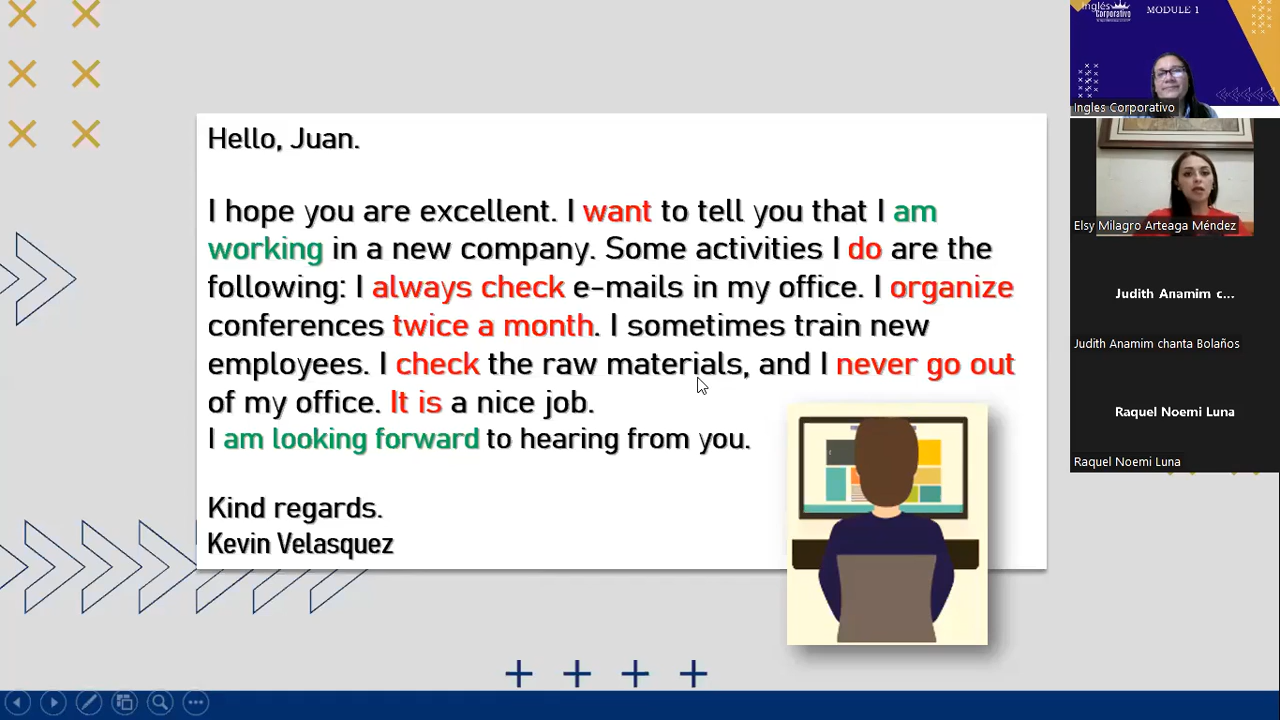 Hello, Juan.
I hope you are excellent. I want to tell you that I am
working in a new company. Some activities I do are the
following: I always check e-mails in my office. I organize
conferences twice a month. I sometimes train new
employees. I check the raw materials, and I never go out
of my office. It is a nice job.
I am looking forward to hearing from you.
Kind regards.
Kevin Velasquez
Inglés
corporativo
MODULE 1
Ingles Corporativo
Elsy Milagro Arteaga Méndez
Judith Anamim c...
Judith Anamim chanta Bolaños
Raquel Noemi Luna
Raquel Noemi Luna